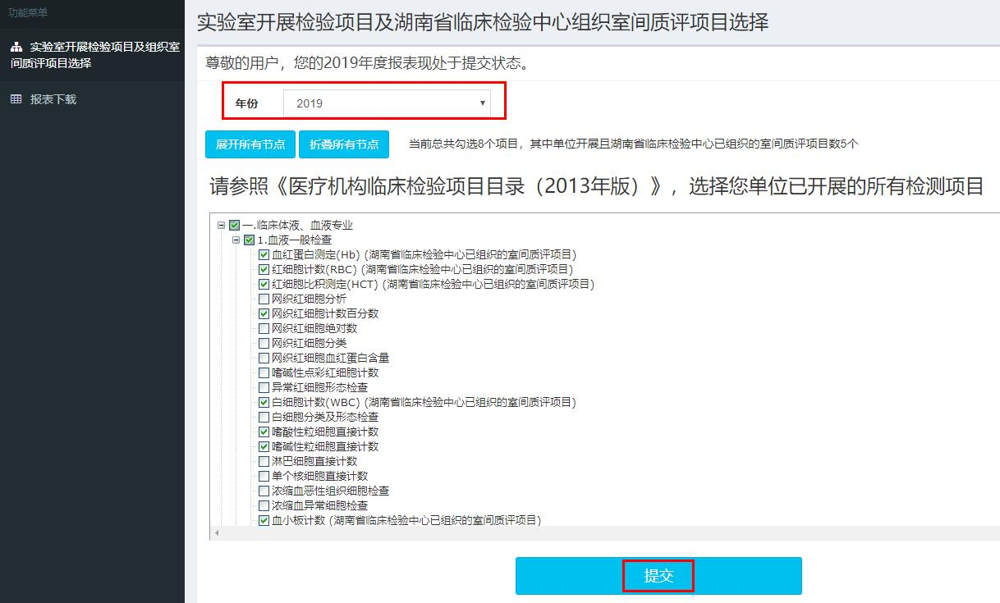 功能菜单
实验室开展检验项目及组织室
间质评项目选择
报表下载
实验室开展检验项目及湖南省临床检验中心组织室间质评项目选择
尊敬的用户，您的2019年度报表现处于提交状态。
年份 2019
展开所有节点 折叠所有节点 当前总共勾选8个项目，其中单位开展且湖南省临床检验中心已组织的室间质评项目数5个
请参照《医疗机构临床检验项目目录（2013年版）》，选择您单位已开展的所有检测项目
一.临床体液、血液专业
1.血液一般检查
血红蛋白测定(Hb) (湖南省临床检验中心已组织的室间质评项目)
红细胞计数(RBC) (湖南省临床检验中心已组织的室间质评项目)
红细胞比积测定(HCT) (湖南省临床检验中心已组织的室间质评项目)
网织红细胞分析
网织红细胞计数百分数
网织红细胞绝对数
网织红细胞分类
网织红细胞血红蛋白含量
嗜碱性点彩红细胞计数
异常红细胞形态检查
白细胞计数(WBC) (湖南省临床检验中心已组织的室间质评项目)
白细胞分类及形态检查
嗜酸性粒细胞直接计数
嗜碱性粒细胞直接计数
淋巴细胞直接计数
单个核细胞直接计数
浓缩血恶性组织细胞检查
浓缩血异常细胞检查
血小板计数 (湖南省临床检验中心已组织的室间质评项目)
提交